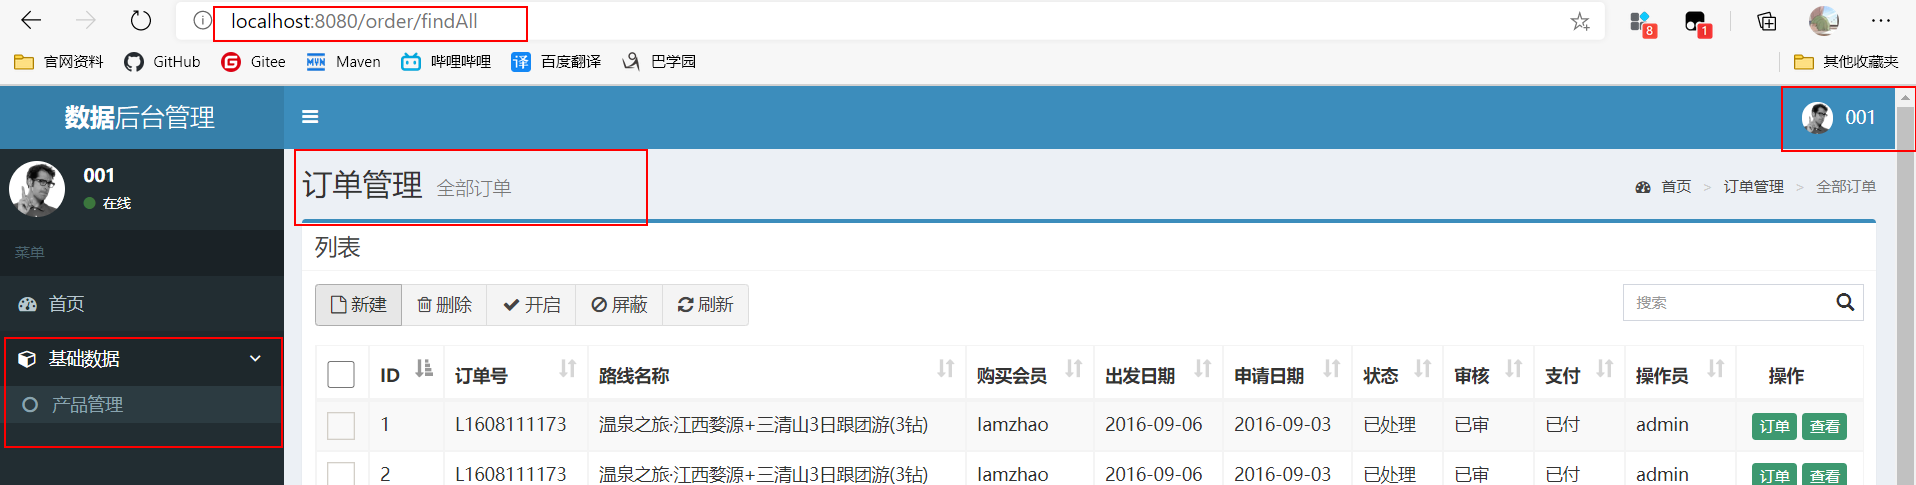 localhost:8080/order/findAll
8
1
官网资料 GitHub Gitee Maven 哔哩哔哩 译 百度翻译 巴学园 其他收藏夹
数据后台管理
001
001
在线
订单管理 全部订单
首页 > 订单管理 > 全部订单
菜单
列表
首页
新建 删除 开启 屏蔽 刷新
搜索
基础数据
产品管理
ID 订单号 路线名称 购买会员 出发日期 申请日期 状态 审核 支付 操作员 操作
1 L1608111173 温泉之旅·江西婺源+三清山3日跟团游(3钻) lamzhao 2016-09-06 2016-09-03 已处理 已审 已付 admin 订单 查看
2 L1608111173 温泉之旅·江西婺源+三清山3日跟团游(3钻) lamzhao 2016-09-06 2016-09-03 已处理 已审 已付 admin 订单 查看